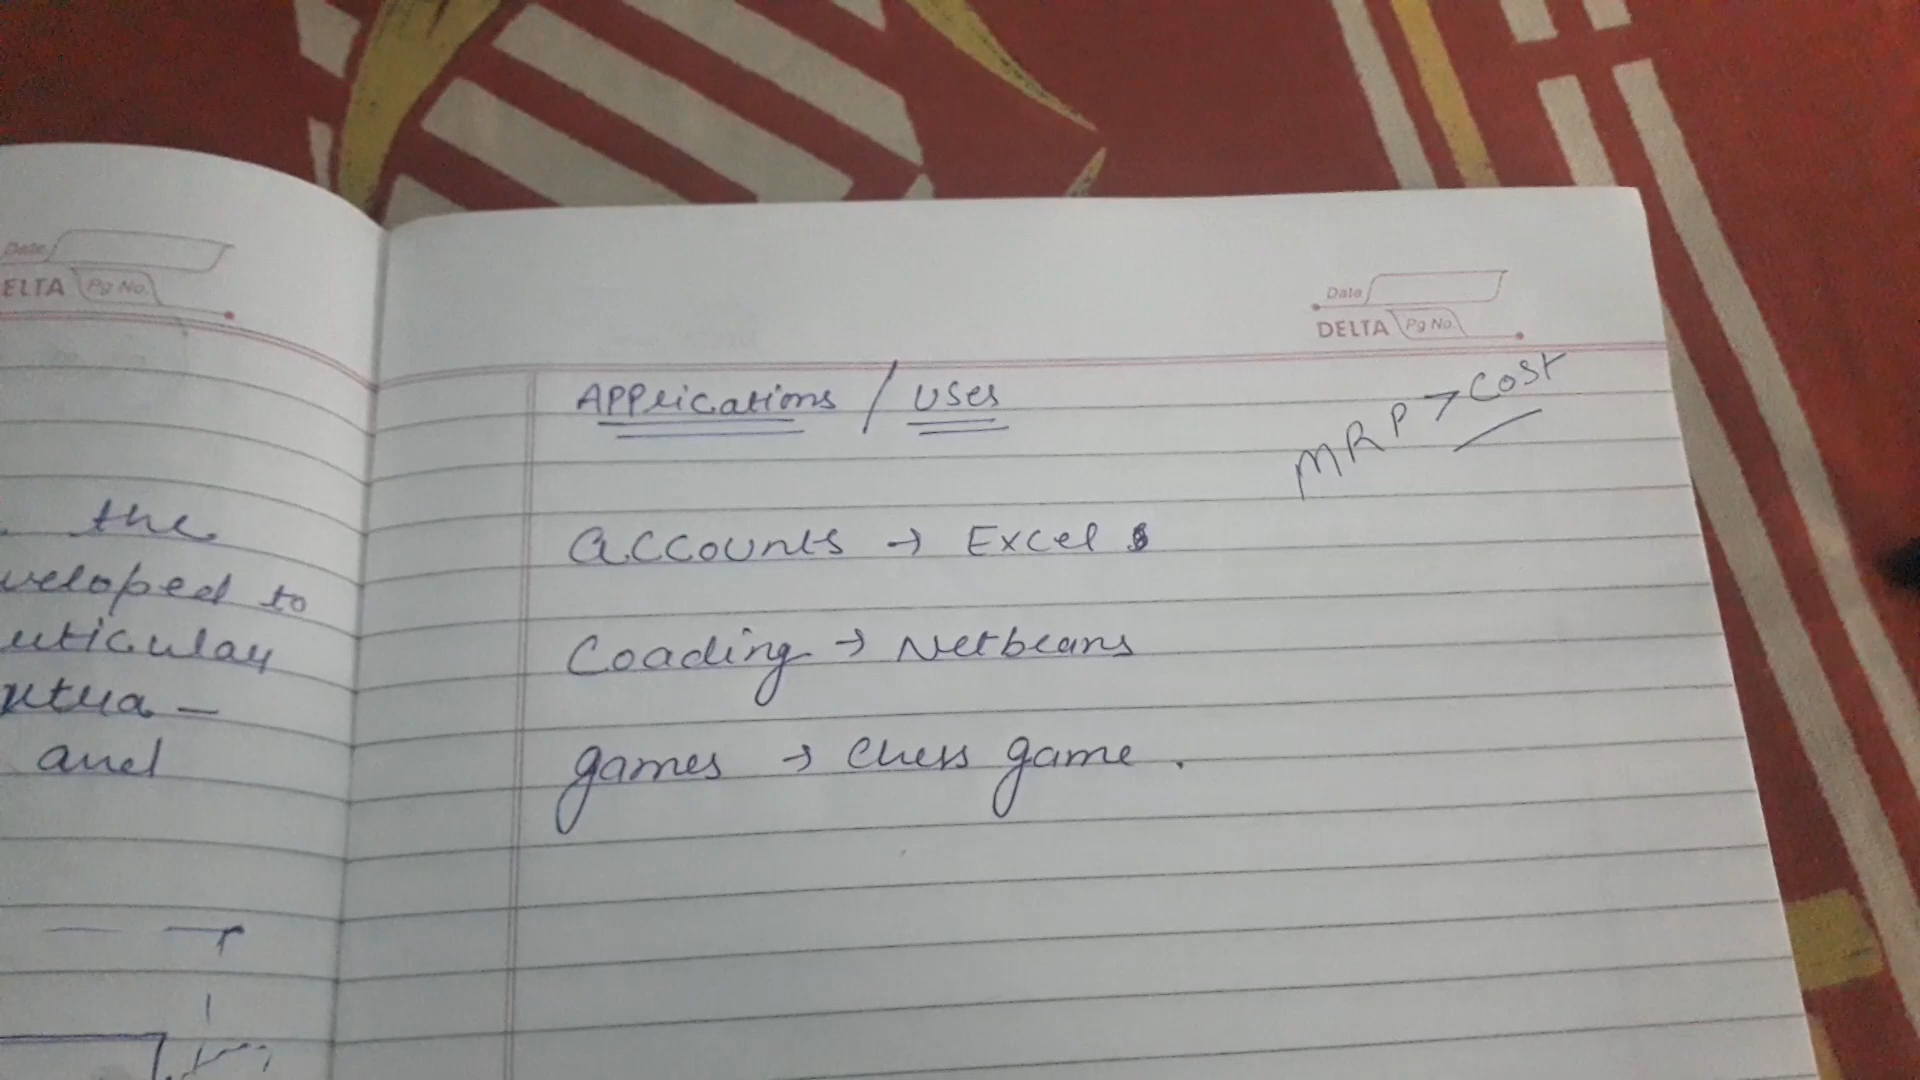 Date
ELTA Pg No.
the
veloped to
and
Date
DELTA Pg No.
Applications / Uses
MRP > Cost
Accounts → Excel
Coading → Netbeans
games → Chess game.